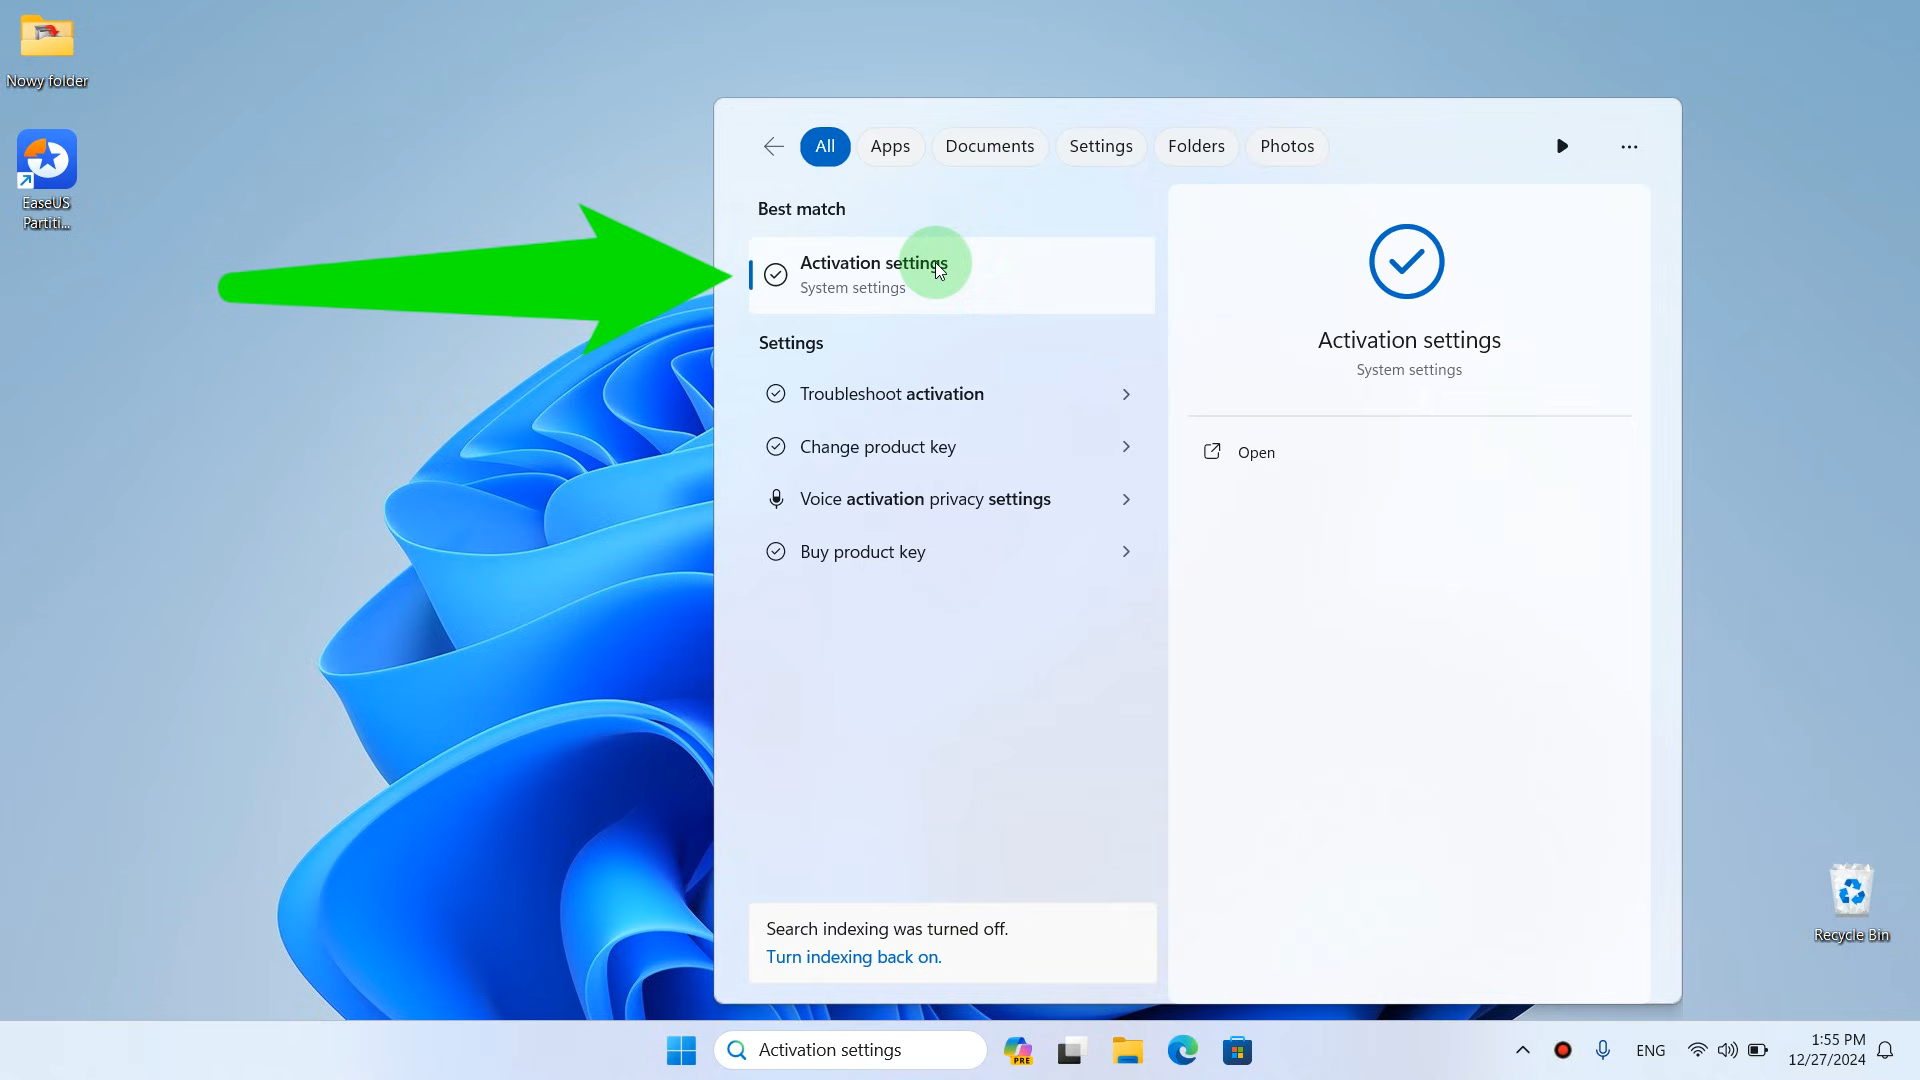 Nowy folder
EaseUS
Partiti...
All
Apps
Documents
Settings
Folders
Photos
Best match
Activation settings
System settings
Settings
Troubleshoot activation
Change product key
Voice activation privacy settings
Buy product key
Search indexing was turned off.
Turn indexing back on.
Activation settings
System settings
Open
Recycle Bin
Activation settings
PRE
ENG
1:55 PM
12/27/2024